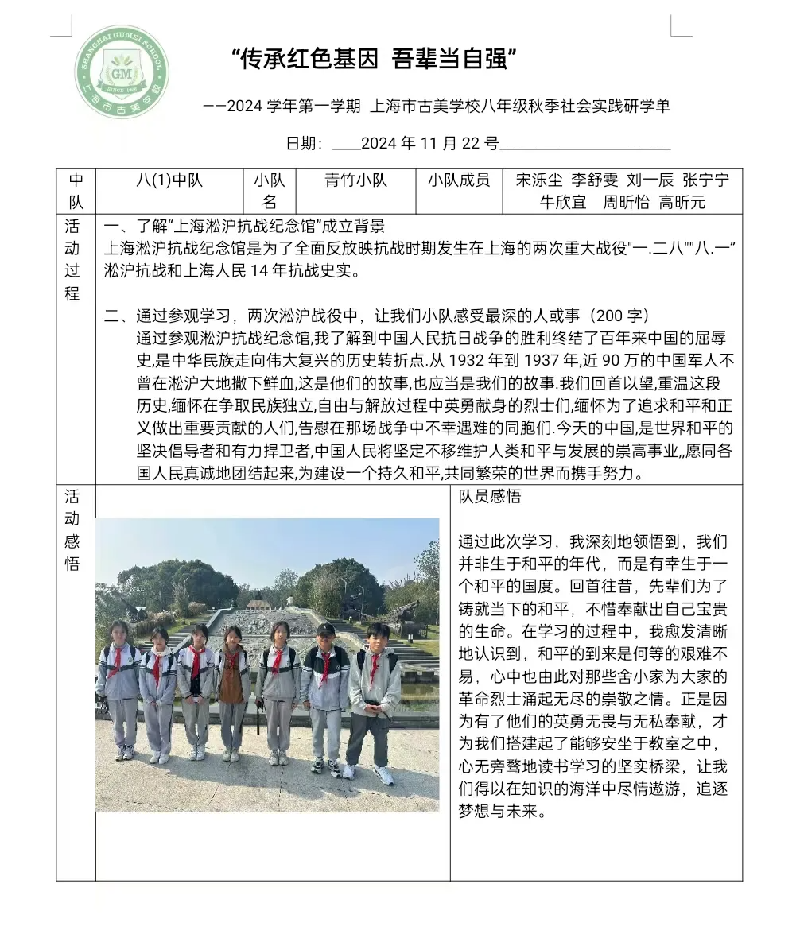 SHANGHAI GUMEI SCHOOL
GM
SINCE 1995
上海市古美学校
“传承红色基因 吾辈当自强”
——2024 学年第一学期 上海市古美学校八年级秋季社会实践研学单
日期：____2024 年 11 月 22 号____________________
中队
八(1)中队
小队名
青竹小队
小队成员
宋泺尘 李舒雯 刘一辰 张宁宁
牛欣宜 周昕怡 高昕元
活动过程
一、了解“上海淞沪抗战纪念馆”成立背景
上海淞沪抗战纪念馆是为了全面反放映抗战时期发生在上海的两次重大战役"一.二八""八.一”
淞沪抗战和上海人民 14 年抗战史实。
二、通过参观学习，两次淞沪战役中，让我们小队感受最深的人或事（200 字）
通过参观淞沪抗战纪念馆,我了解到中国人民抗日战争的胜利终结了百年来中国的屈辱
史,是中华民族走向伟大复兴的历史转折点.从 1932 年到 1937 年,近 90 万的中国军人不
曾在淞沪大地撒下鲜血,这是他们的故事,也应当是我们的故事.我们回首以望,重温这段
历史,缅怀在争取民族独立,自由与解放过程中英勇献身的烈士们,缅怀为了追求和平和正
义做出重要贡献的人们,告慰在那场战争中不幸遇难的同胞们.今天的中国,是世界和平的
坚决倡导者和有力捍卫者,中国人民将坚定不移维护人类和平与发展的崇高事业,,愿同各
国人民真诚地团结起来,为建设一个持久和平,共同繁荣的世界而携手努力。
活动感悟
队员感悟
通过此次学习，我深刻地领悟到，我们
并非生于和平的年代，而是有幸生于一
个和平的国度。回首往昔，先辈们为了
铸就当下的和平，不惜奉献出自己宝贵
的生命。在学习的过程中，我愈发清晰
地认识到，和平的到来是何等的艰难不
易，心中也由此对那些舍小家为大家的
革命烈士涌起无尽的崇敬之情。正是因
为有了他们的英勇无畏与无私奉献，才
为我们搭建起了能够安坐于教室之中，
心无旁骛地读书学习的坚实桥梁，让我
们得以在知识的海洋中尽情遨游，追逐
梦想与未来。